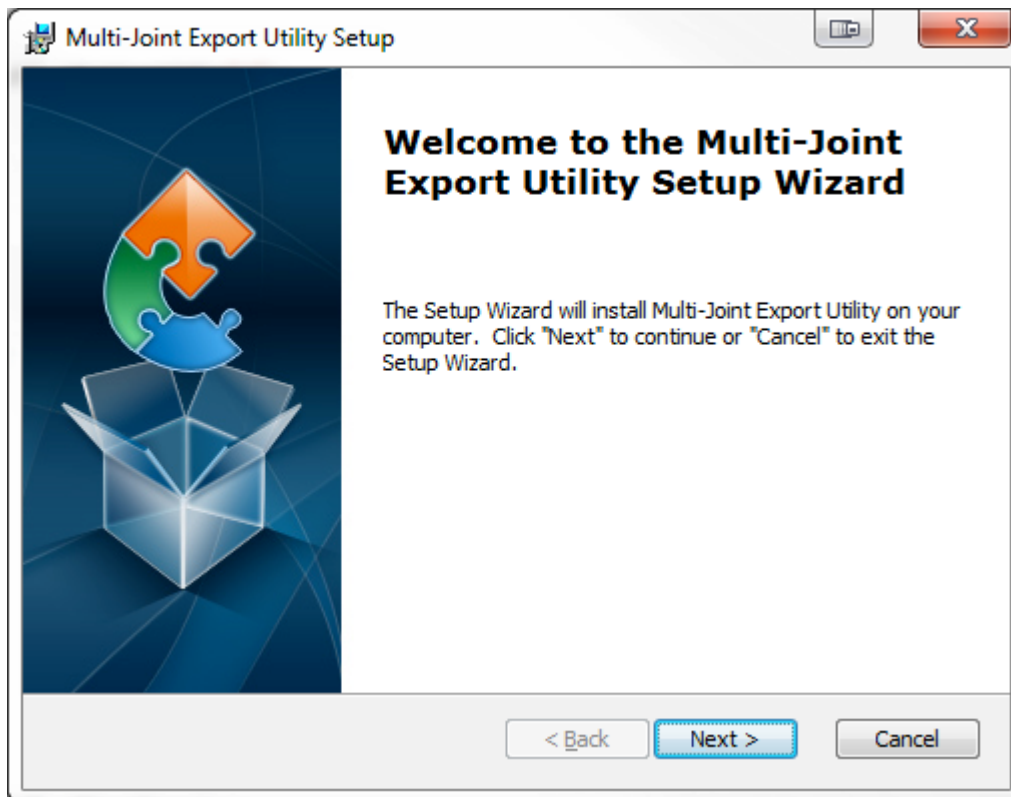 Multi-Joint Export Utility Setup
Welcome to the Multi-Joint
Export Utility Setup Wizard
The Setup Wizard will install Multi-Joint Export Utility on your
computer.  Click "Next" to continue or "Cancel" to exit the
Setup Wizard.
< Back
Next >
Cancel